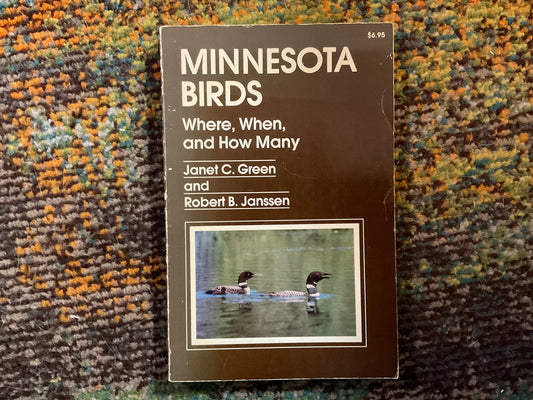 $6.95
MINNESOTA
BIRDS
Where, When,
and How Many
Janet C. Green
and
Robert B. Janssen